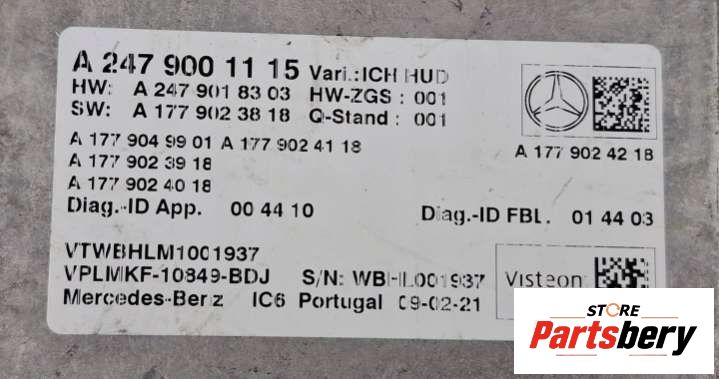 A 247 900 11 15 Vari.:ICH HUD
HW: A 247 901 83 03 HW-ZGS : 001
SW: A 177 902 38 18 Q-Stand : 001
A 177 904 99 01 A 177 902 41 18
A 177 902 39 18
A 177 902 40 18
A 177 902 42 18
Diag.-ID App. 00 44 10 Diag.-ID FBL. 01 44 03
VTWBHLM1001937
VPLMKF-10849-BDJ S/N: WBHL001937 Visteon
Mercedes-Benz IC6 Portugal 09-02-21
STORE
Partsbery